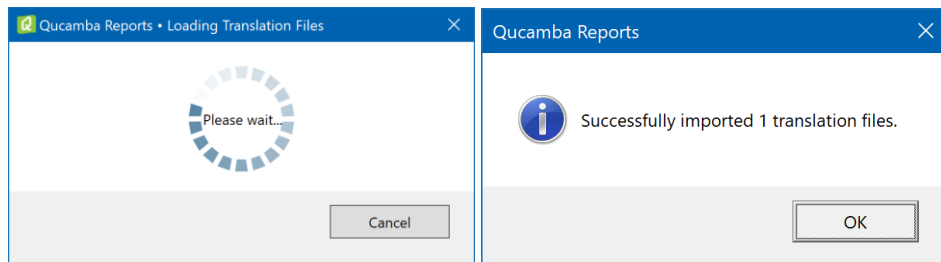 Qucamba Reports • Loading Translation Files
Please wait...
Cancel
Qucamba Reports
Successfully imported 1 translation files.
OK